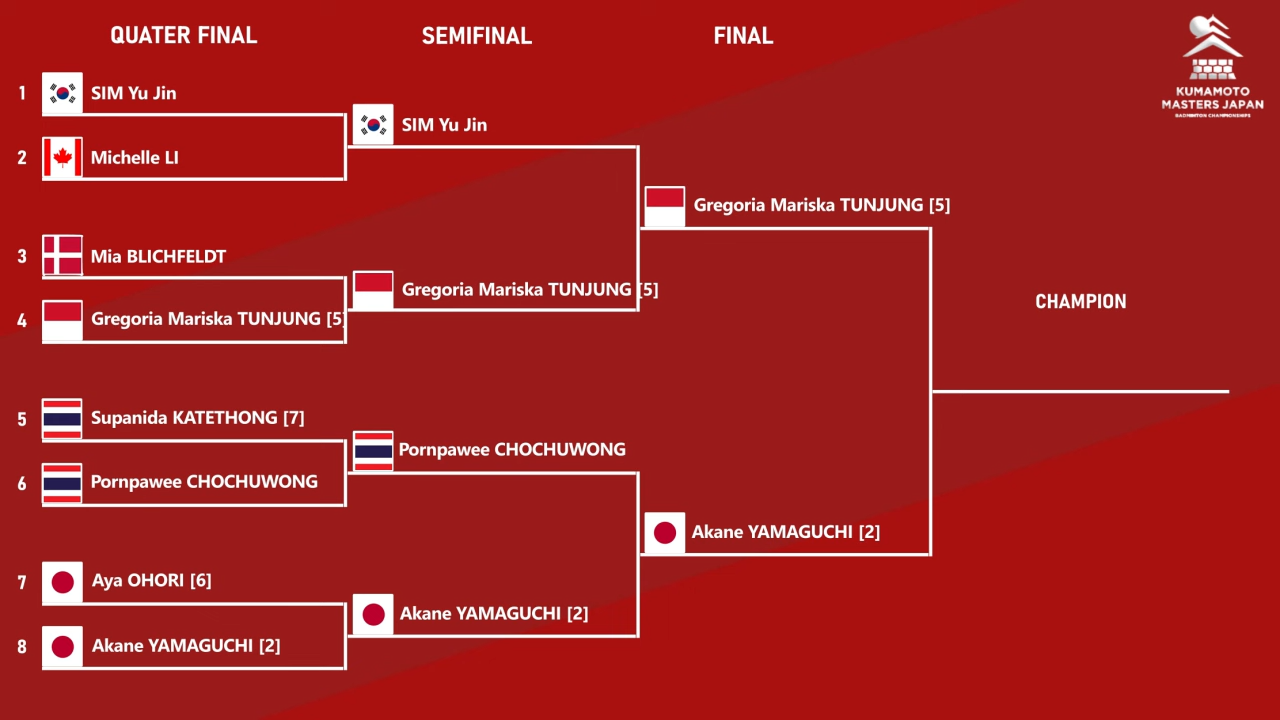 QUATER FINAL
SEMIFINAL
FINAL
KUMAMOTO
MASTERS JAPAN
BADMINTON CHAMPIONSHIPS
1
SIM Yu Jin
2
Michelle LI
3
Mia BLICHFELDT
4
Gregoria Mariska TUNJUNG [5]
5
Supanida KATETHONG [7]
6
Pornpawee CHOCHUWONG
7
Aya OHORI [6]
8
Akane YAMAGUCHI [2]
SIM Yu Jin
Gregoria Mariska TUNJUNG [5]
Pornpawee CHOCHUWONG
Akane YAMAGUCHI [2]
Gregoria Mariska TUNJUNG [5]
Akane YAMAGUCHI [2]
CHAMPION